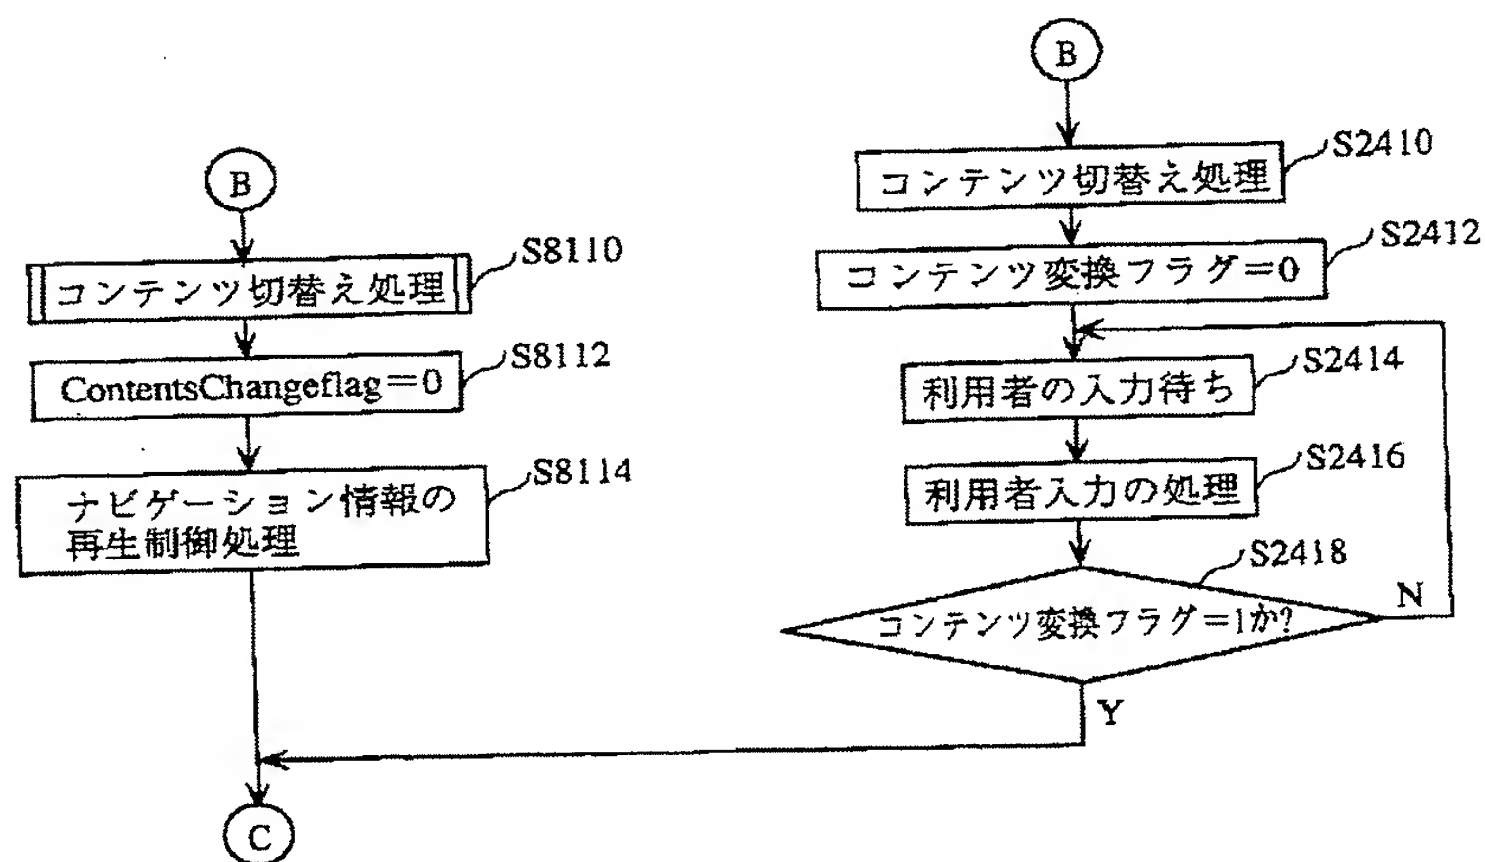 B
S8110
コンテンツ切替え処理
S8112
ContentsChangeflag=0
S8114
ナビゲーション情報の
再生制御処理
B
S2410
コンテンツ切替え処理
S2412
コンテンツ変換フラグ=0
S2414
利用者の入力待ち
S2416
利用者入力の処理
S2418
コンテンツ変換フラグ=1か?
N
Y
C